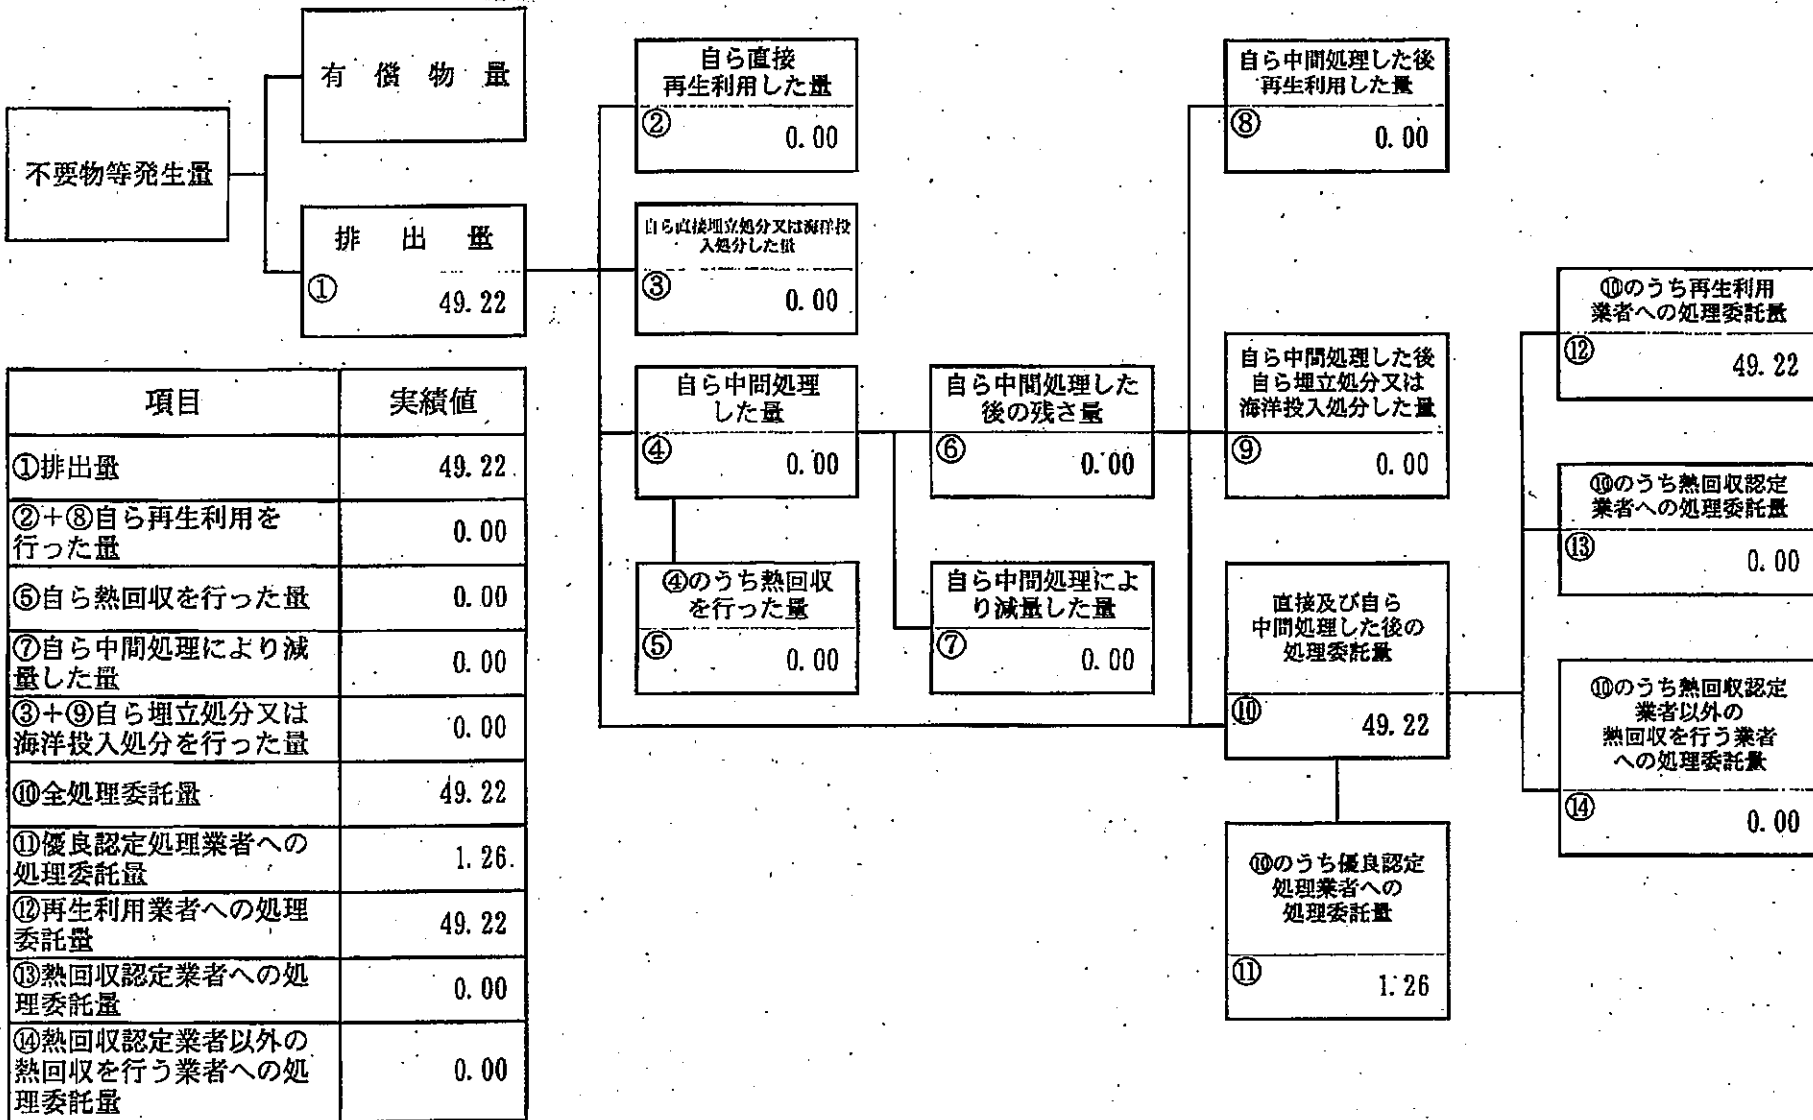 有償物量
不要物等発生量
排出量
①
49.22
自ら直接
再生利用した量
②
0.00
自ら直接埋立処分又は海洋投
入処分した量
③
0.00
自ら中間処理
した量
④
0.00
④のうち熱回収
を行った量
⑤
0.00
自ら中間処理した
後の残さ量
⑥
0.00
自ら中間処理によ
り減量した量
⑦
0.00
自ら中間処理した後
再生利用した量
⑧
0.00
自ら中間処理した後
自ら埋立処分又は
海洋投入処分した量
⑨
0.00
直接及び自ら
中間処理した後の
処理委託量
⑩
49.22
⑩のうち優良認定
処理業者への
処理委託量
⑪
1.26
⑩のうち再生利用
業者への処理委託量
⑫
49.22
⑩のうち熱回収認定
業者への処理委託量
⑬
0.00
⑩のうち熱回収認定
業者以外の
熱回収を行う業者
への処理委託量
⑭
0.00
項目 実績値
①排出量 49.22
②+⑧自ら再生利用を
行った量 0.00
⑤自ら熱回収を行った量 0.00
⑦自ら中間処理により減
量した量 0.00
③+⑨自ら埋立処分又は
海洋投入処分を行った量 0.00
⑩全処理委託量 49.22
⑪優良認定処理業者への
処理委託量 1.26
⑫再生利用業者への処理
委託量 49.22
⑬熱回収認定業者への処
理委託量 0.00
⑭熱回収認定業者以外の
熱回収を行う業者への処
理委託量 0.00